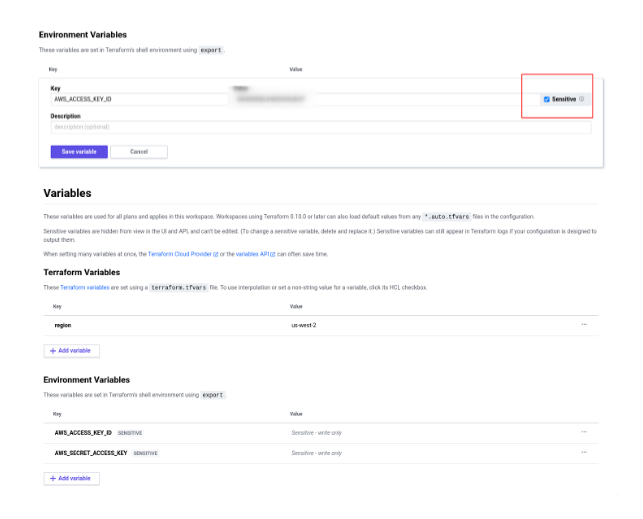 Environment Variables
These variables are set in Terraform's shell environment using export .
Key Value
Key
AWS_ACCESS_KEY_ID Sensitive
Description
description (optional)
Save variable Cancel
Variables
These variables are used for all plans and applies in this workspace. Workspaces using Terraform 0.10.0 or later can also load default values from any *.auto.tfvars files in the configuration.
Sensitive variables are hidden from view in the UI and API, and can't be edited. (To change a sensitive variable, delete and replace it.) Sensitive variables can still appear in Terraform logs if your configuration is designed to
output them.
When setting many variables at once, the Terraform Cloud Provider or the variables API can often save time.
Terraform Variables
These Terraform variables are set using a terraform.tfvars file. To use interpolation or set a non-string value for a variable, click its HCL checkbox.
Key Value
region us-west-2 ...
+ Add variable
Environment Variables
These variables are set in Terraform's shell environment using export .
Key Value
AWS_ACCESS_KEY_ID SENSITIVE Sensitive - write only ...
AWS_SECRET_ACCESS_KEY SENSITIVE Sensitive - write only ...
+ Add variable